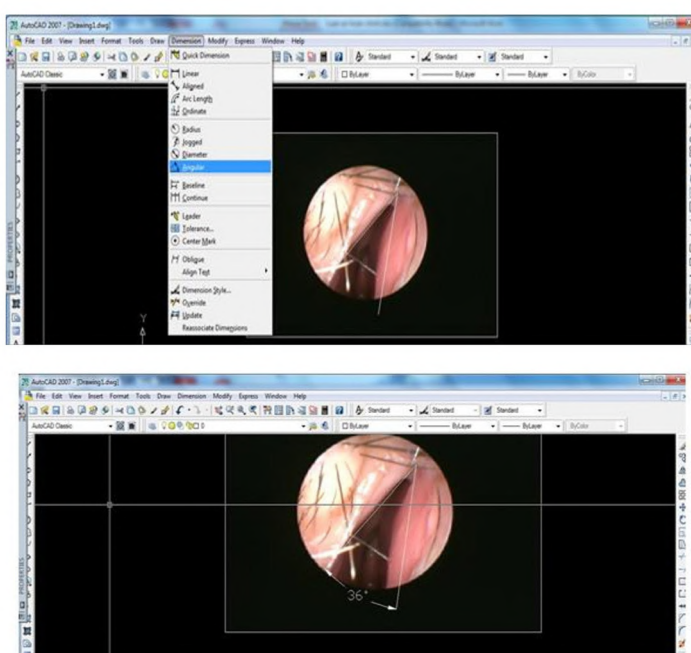 AutoCAD 2007 - [Drawing1.dwg]
File Edit View Insert Format Tools Draw Dimension Modify Express Window Help
Standard Standard Standard
AutoCAD Classic ByLayer ByLayer ByLayer ByColor
Quick Dimension
Linear
Aligned
Arc Length
Ordinate
Radius
Jogged
Diameter
Angular
Baseline
Continue
Leader
Tolerance...
Center Mark
Oblique
Align Text
Dimension Style...
Override
Update
Reassociate Dimensions
PROPERTIES
Y
AutoCAD 2007 - [Drawing1.dwg]
File Edit View Insert Format Tools Draw Dimension Modify Express Window Help
Standard Standard Standard
AutoCAD Classic 0 ByLayer ByLayer ByLayer ByColor
PROPERTIES
36°